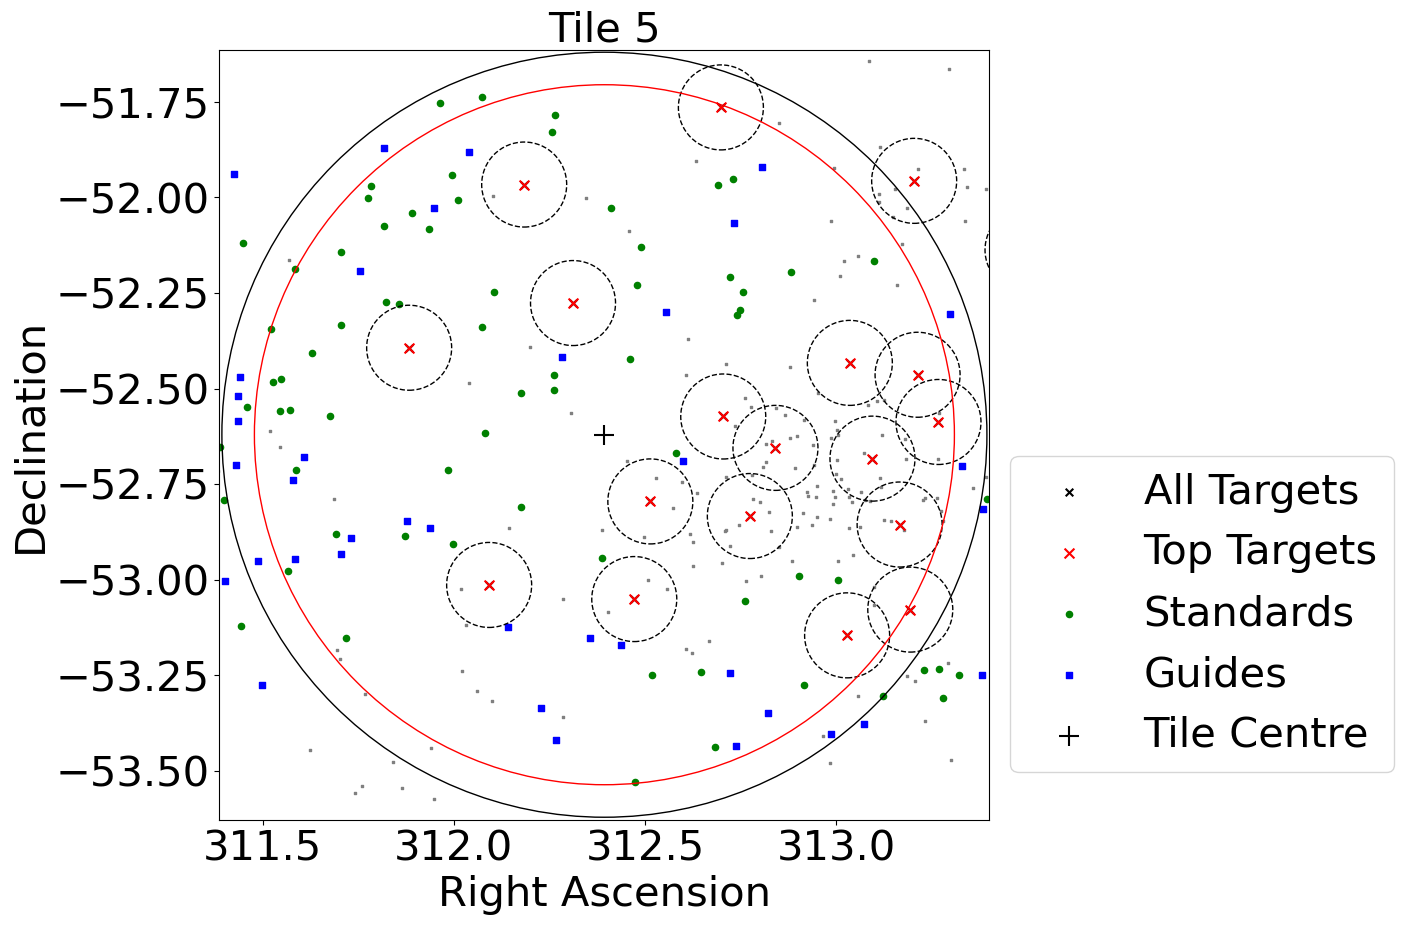 Tile 5
−51.75
−52.00
−52.25
−52.50
−52.75
−53.00
−53.25
−53.50
Declination
311.5 312.0 312.5 313.0
Right Ascension
All Targets
Top Targets
Standards
Guides
Tile Centre